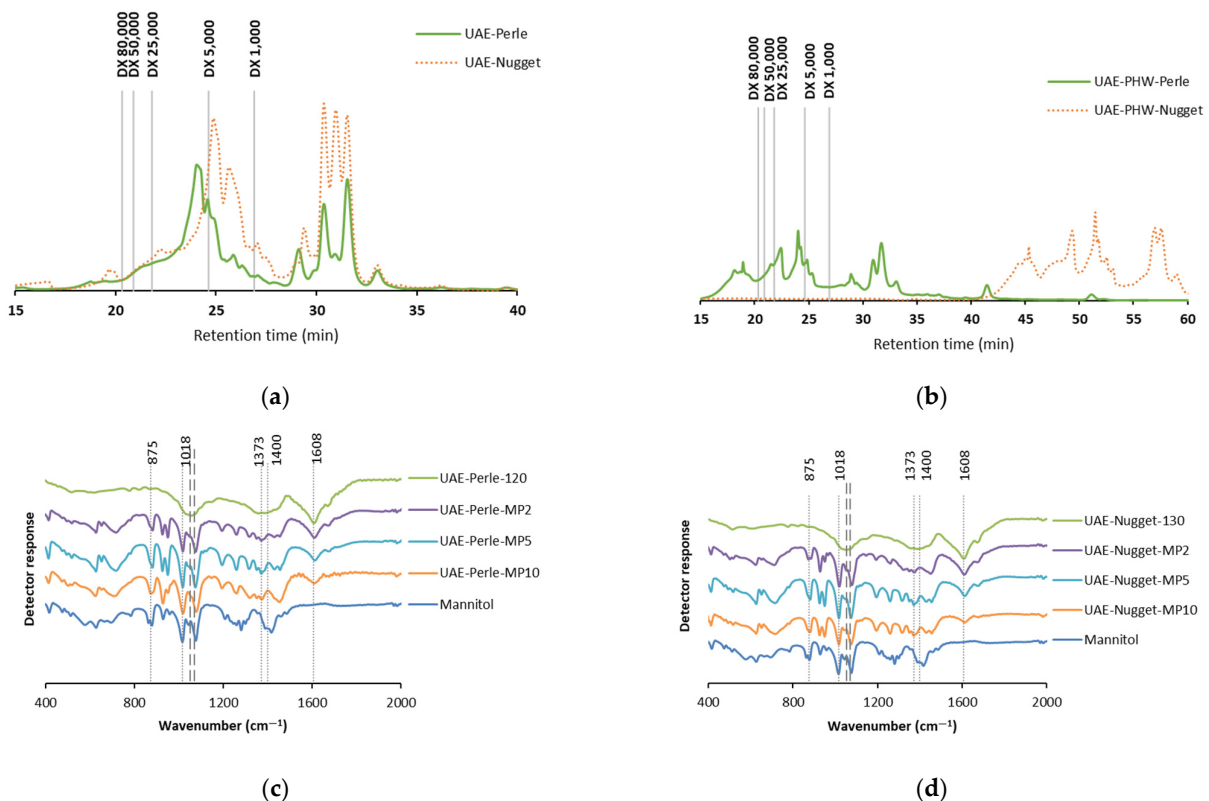 DX 80,000
DX 50,000
DX 25,000
DX 5,000
DX 1,000
UAE-Perle
UAE-Nugget
15 20 25 30 35 40
Retention time (min)
(a)
DX 80,000
DX 50,000
DX 25,000
DX 5,000
DX 1,000
UAE-PHW-Perle
UAE-PHW-Nugget
15 20 25 30 35 40 45 50 55 60
Retention time (min)
(b)
875
1018
1373
1400
1608
UAE-Perle-120
UAE-Perle-MP2
UAE-Perle-MP5
UAE-Perle-MP10
Mannitol
Detector response
400 800 1200 1600 2000
Wavenumber (cm−1)
(c)
875
1018
1373
1400
1608
UAE-Nugget-130
UAE-Nugget-MP2
UAE-Nugget-MP5
UAE-Nugget-MP10
Mannitol
Detector response
400 800 1200 1600 2000
Wavenumber (cm−1)
(d)